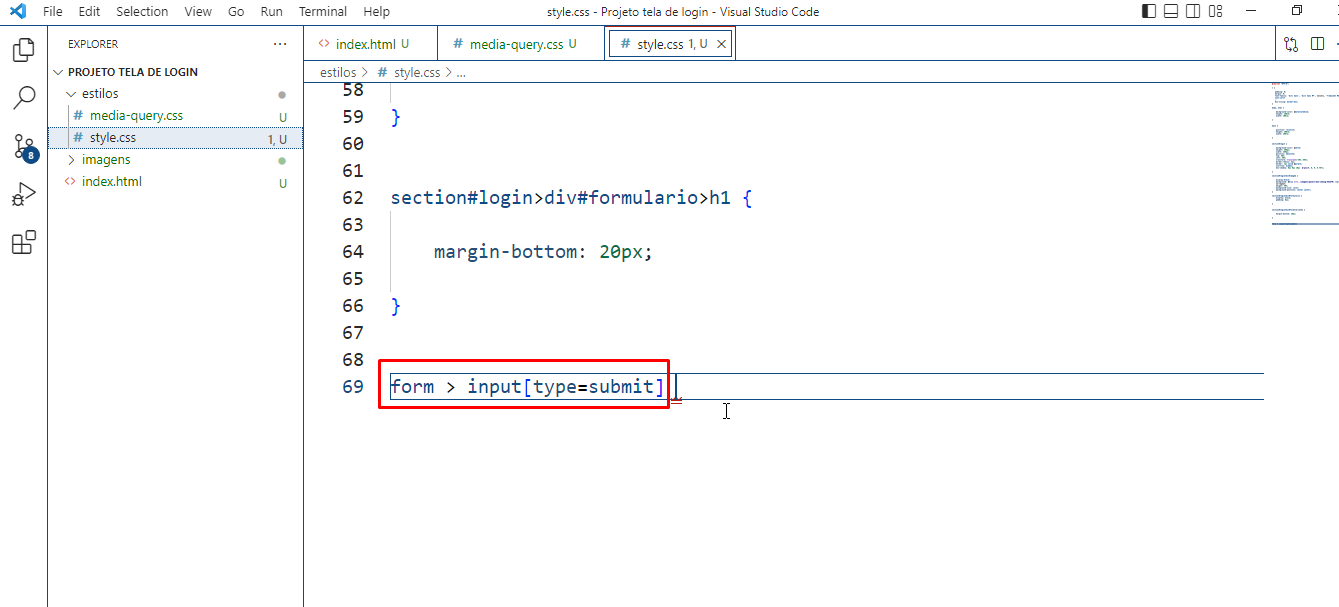 File Edit Selection View Go Run Terminal Help style.css - Projeto tela de login - Visual Studio Code
EXPLORER ···
PROJETO TELA DE LOGIN
estilos
# media-query.css U
# style.css 1, U
imagens
<> index.html U
8
<> index.html U # media-query.css U # style.css 1, U
estilos > # style.css > ...
58
59 }
60
61
62 section#login>div#formulario>h1 {
63
64 margin-bottom: 20px;
65
66 }
67
68
69 form > input[type=submit]